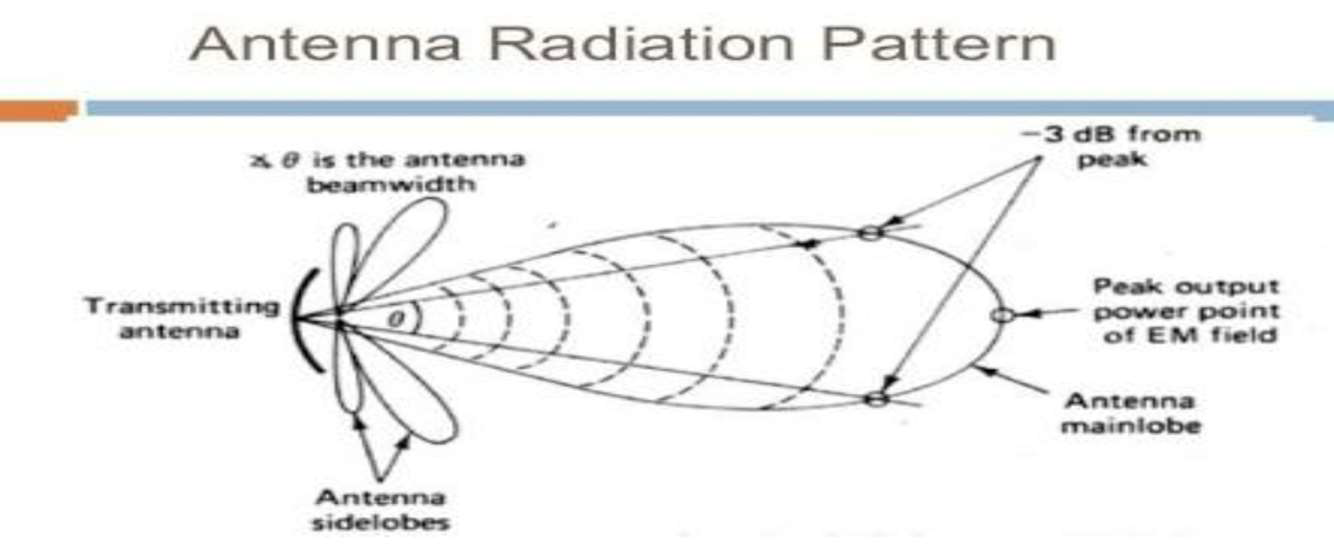 Antenna Radiation Pattern
∡ θ is the antenna
beamwidth
−3 dB from
peak
Transmitting
antenna
θ
Peak output
power point
of EM field
Antenna
mainlobe
Antenna
sidelobes